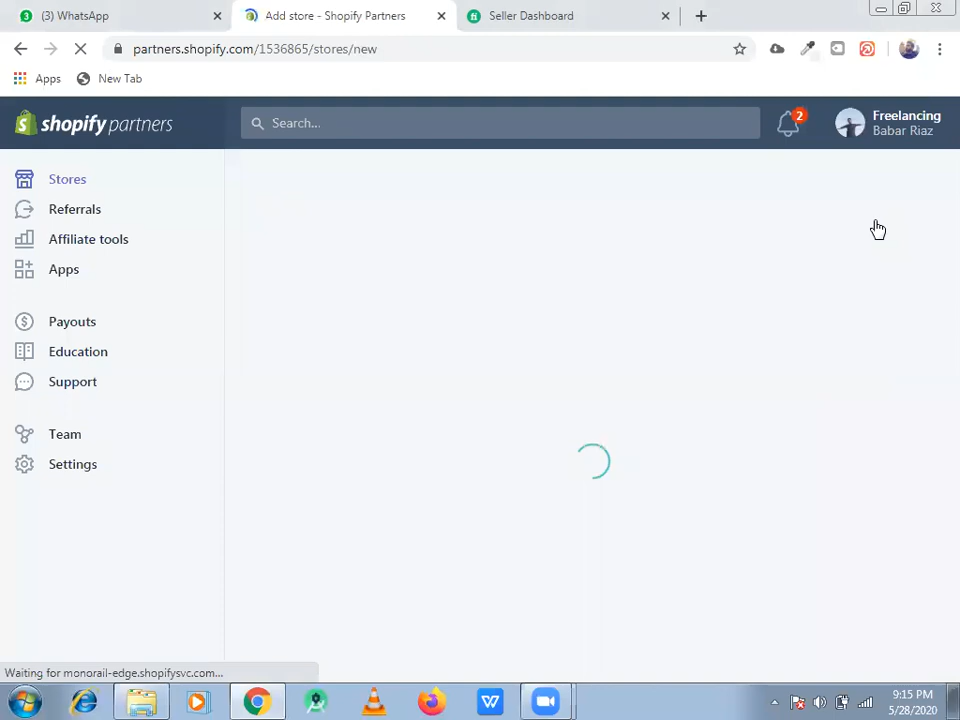 3 (3) WhatsApp
Add store - Shopify Partners
fi Seller Dashboard
partners.shopify.com/1536865/stores/new
Apps
New Tab
shopify partners
Search...
2
Freelancing
Babar Riaz
Stores
Referrals
Affiliate tools
Apps
Payouts
Education
Support
Team
Settings
Waiting for monorail-edge.shopifysvc.com...
W
9:15 PM
5/28/2020